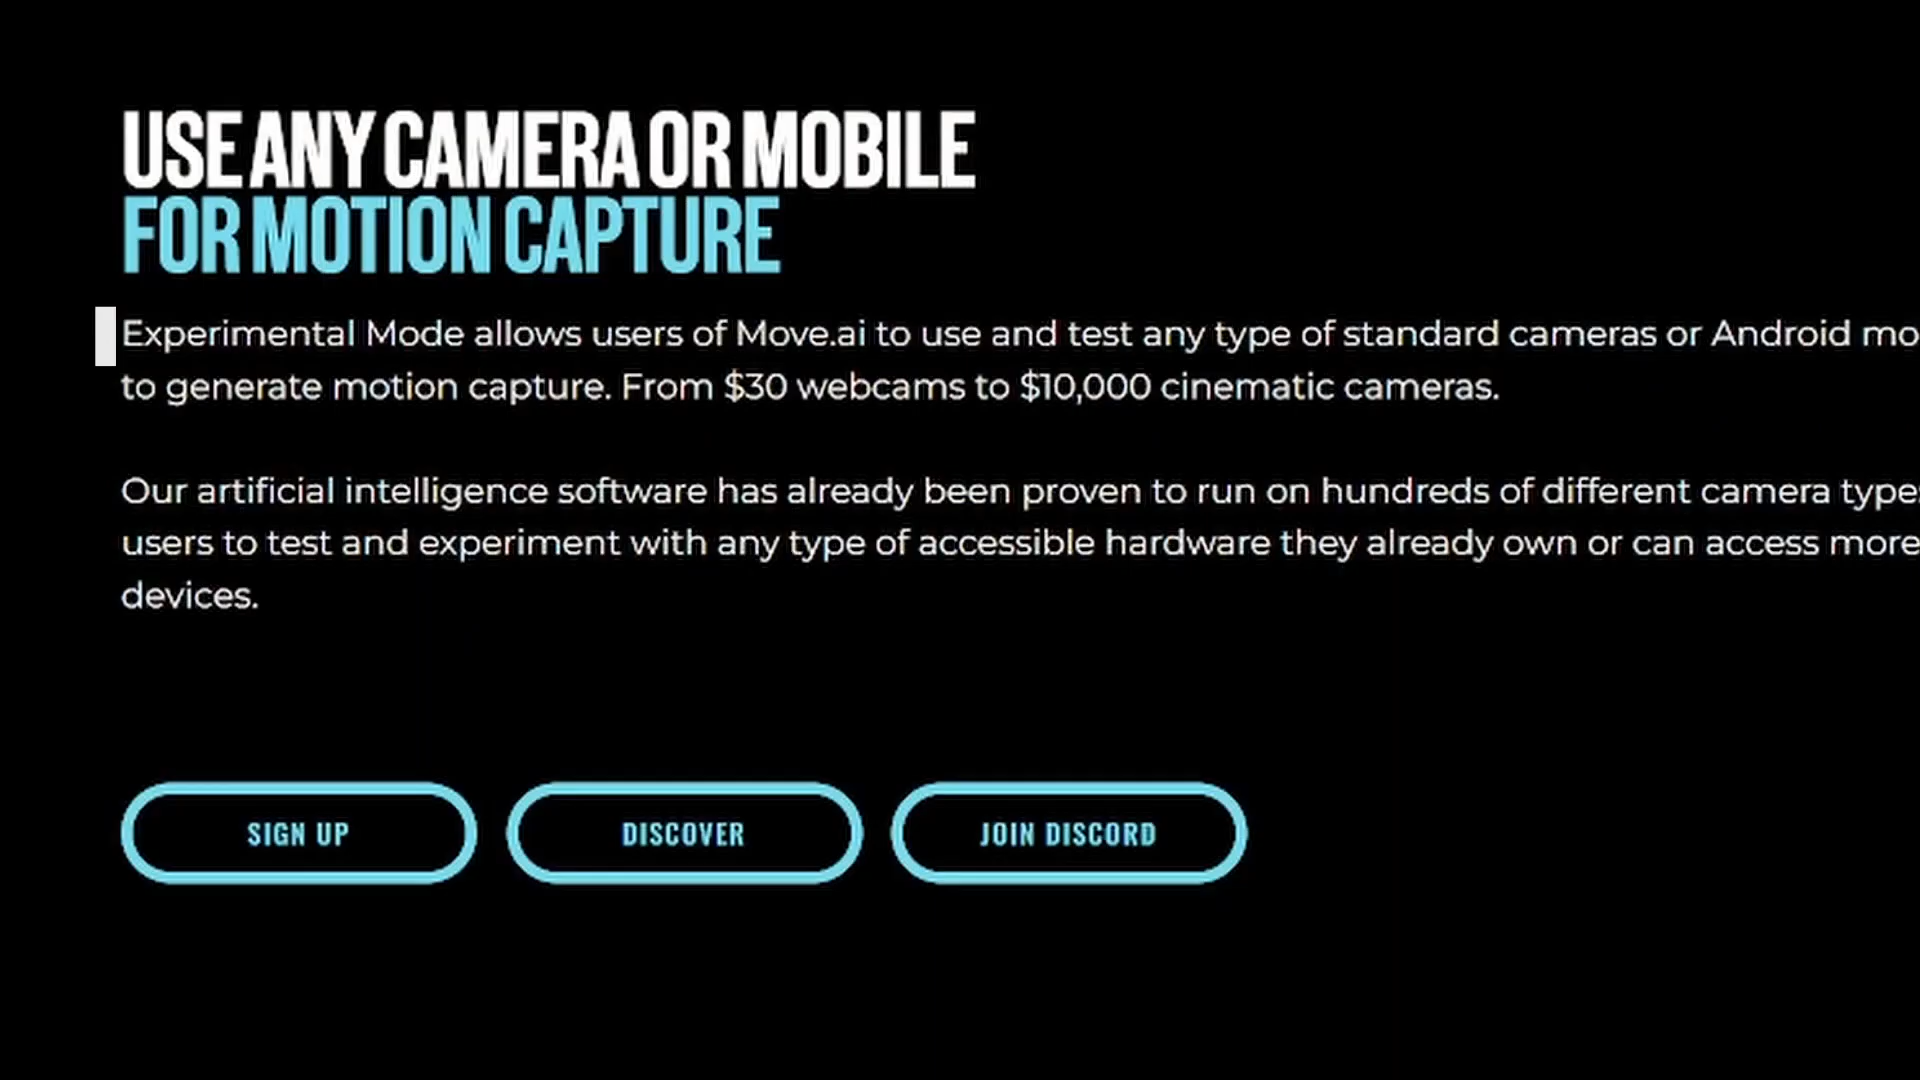 USE ANY CAMERA OR MOBILE
FOR MOTION CAPTURE
Experimental Mode allows users of Move.ai to use and test any type of standard cameras or Android
to generate motion capture. From $30 webcams to $10,000 cinematic cameras.
Our artificial intelligence software has already been proven to run on hundreds of different camera
users to test and experiment with any type of accessible hardware they already own or can access more
devices.
SIGN UP
DISCOVER
JOIN DISCORD